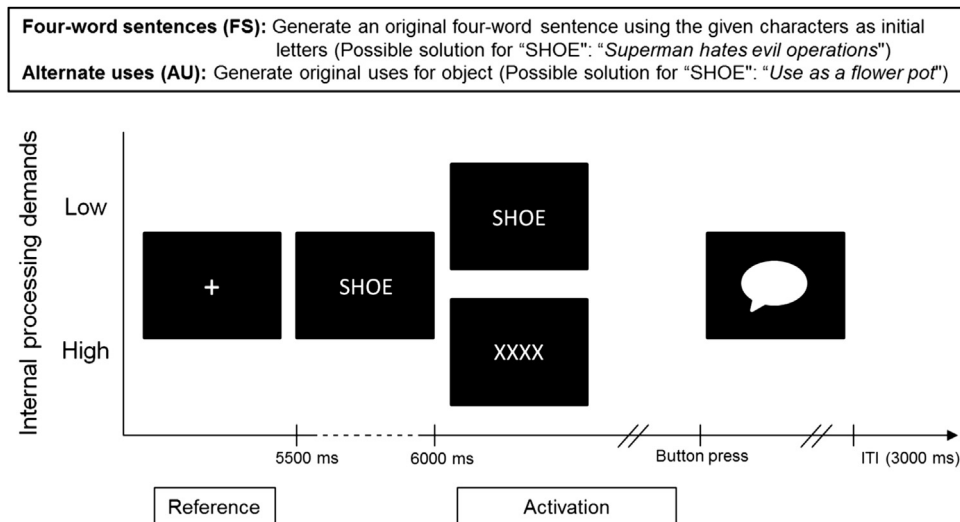 Four-word sentences (FS): Generate an original four-word sentence using the given characters as initial
letters (Possible solution for “SHOE": “Superman hates evil operations")
Alternate uses (AU): Generate original uses for object (Possible solution for “SHOE": “Use as a flower pot")
Internal processing demands
Low
High
+
SHOE
SHOE
XXXX
5500 ms
6000 ms
Button press
ITI (3000 ms)
Reference
Activation